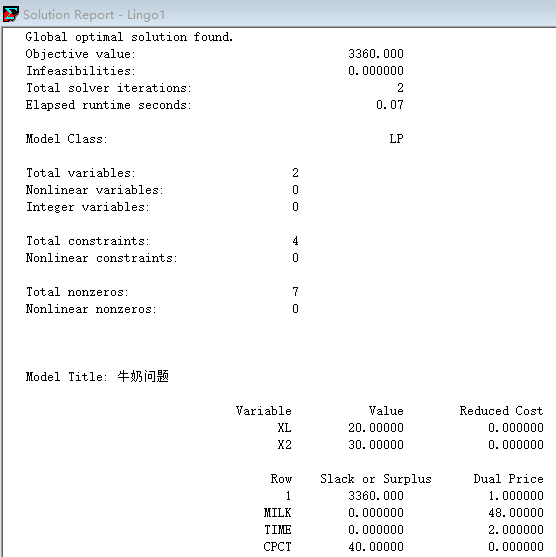 Solution Report - Lingo1
Global optimal solution found.
Objective value: 3360.000
Infeasibilities: 0.000000
Total solver iterations: 2
Elapsed runtime seconds: 0.07
Model Class: LP
Total variables: 2
Nonlinear variables: 0
Integer variables: 0
Total constraints: 4
Nonlinear constraints: 0
Total nonzeros: 7
Nonlinear nonzeros: 0
Model Title: 牛奶问题
Variable Value Reduced Cost
XL 20.00000 0.000000
X2 30.00000 0.000000
Row Slack or Surplus Dual Price
1 3360.000 1.000000
MILK 0.000000 48.00000
TIME 0.000000 2.000000
CPCT 40.00000 0.000000